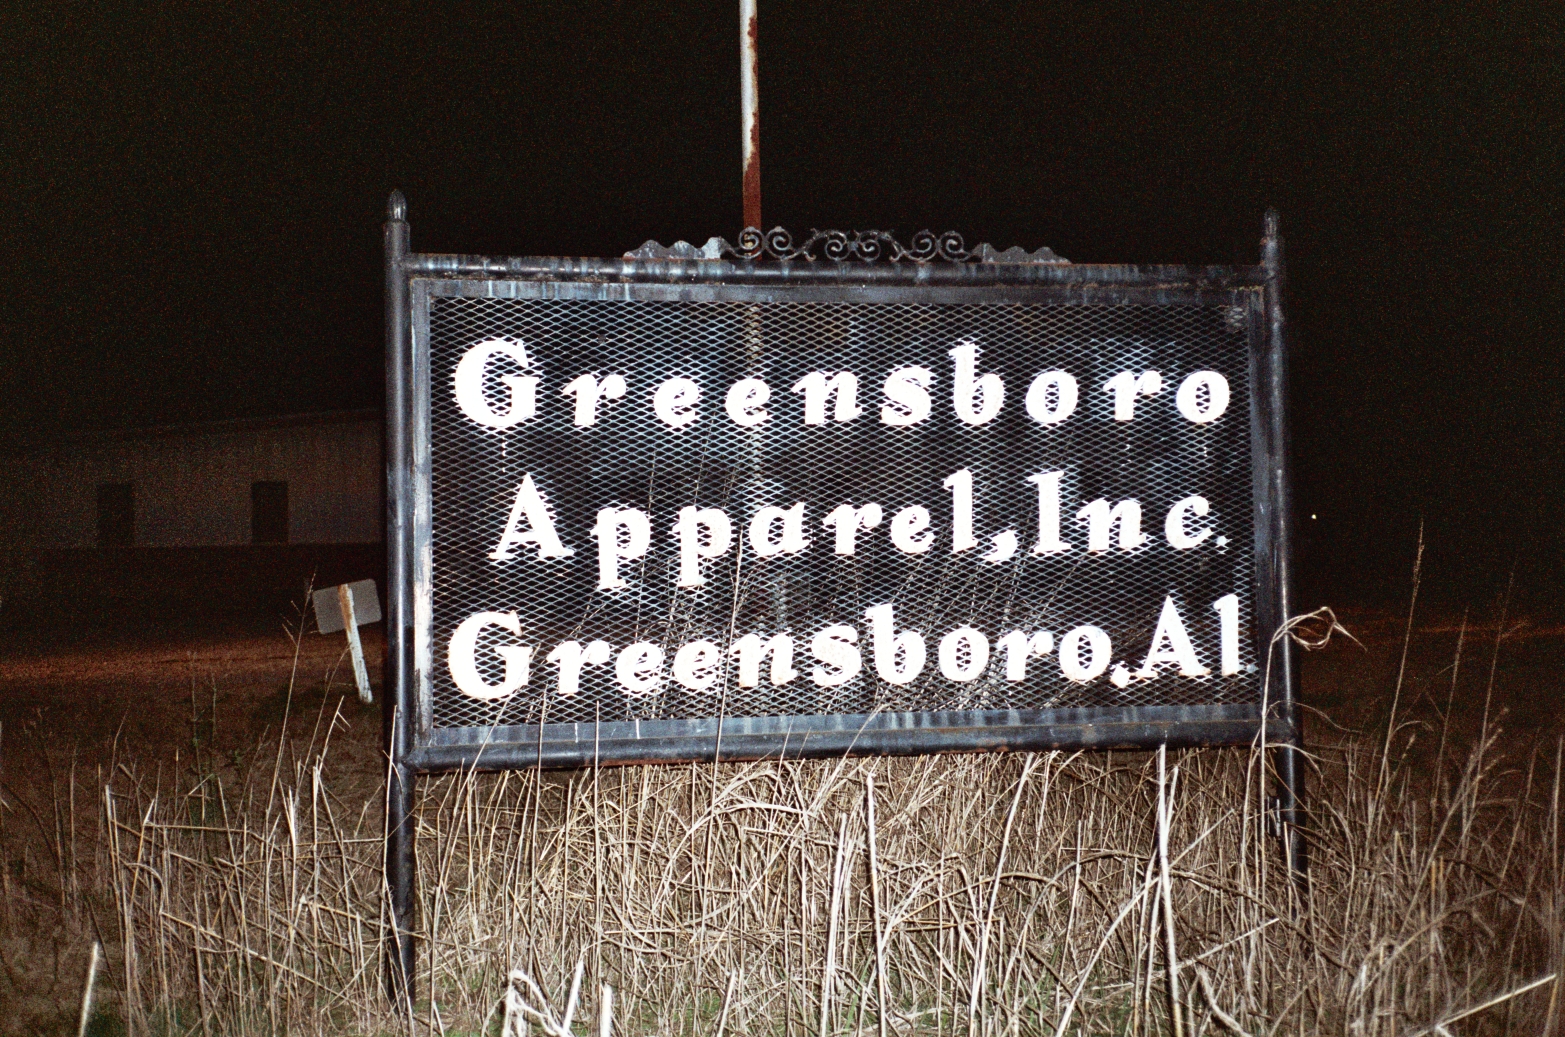 Greensboro
Apparel, Inc.
Greensboro. Al.